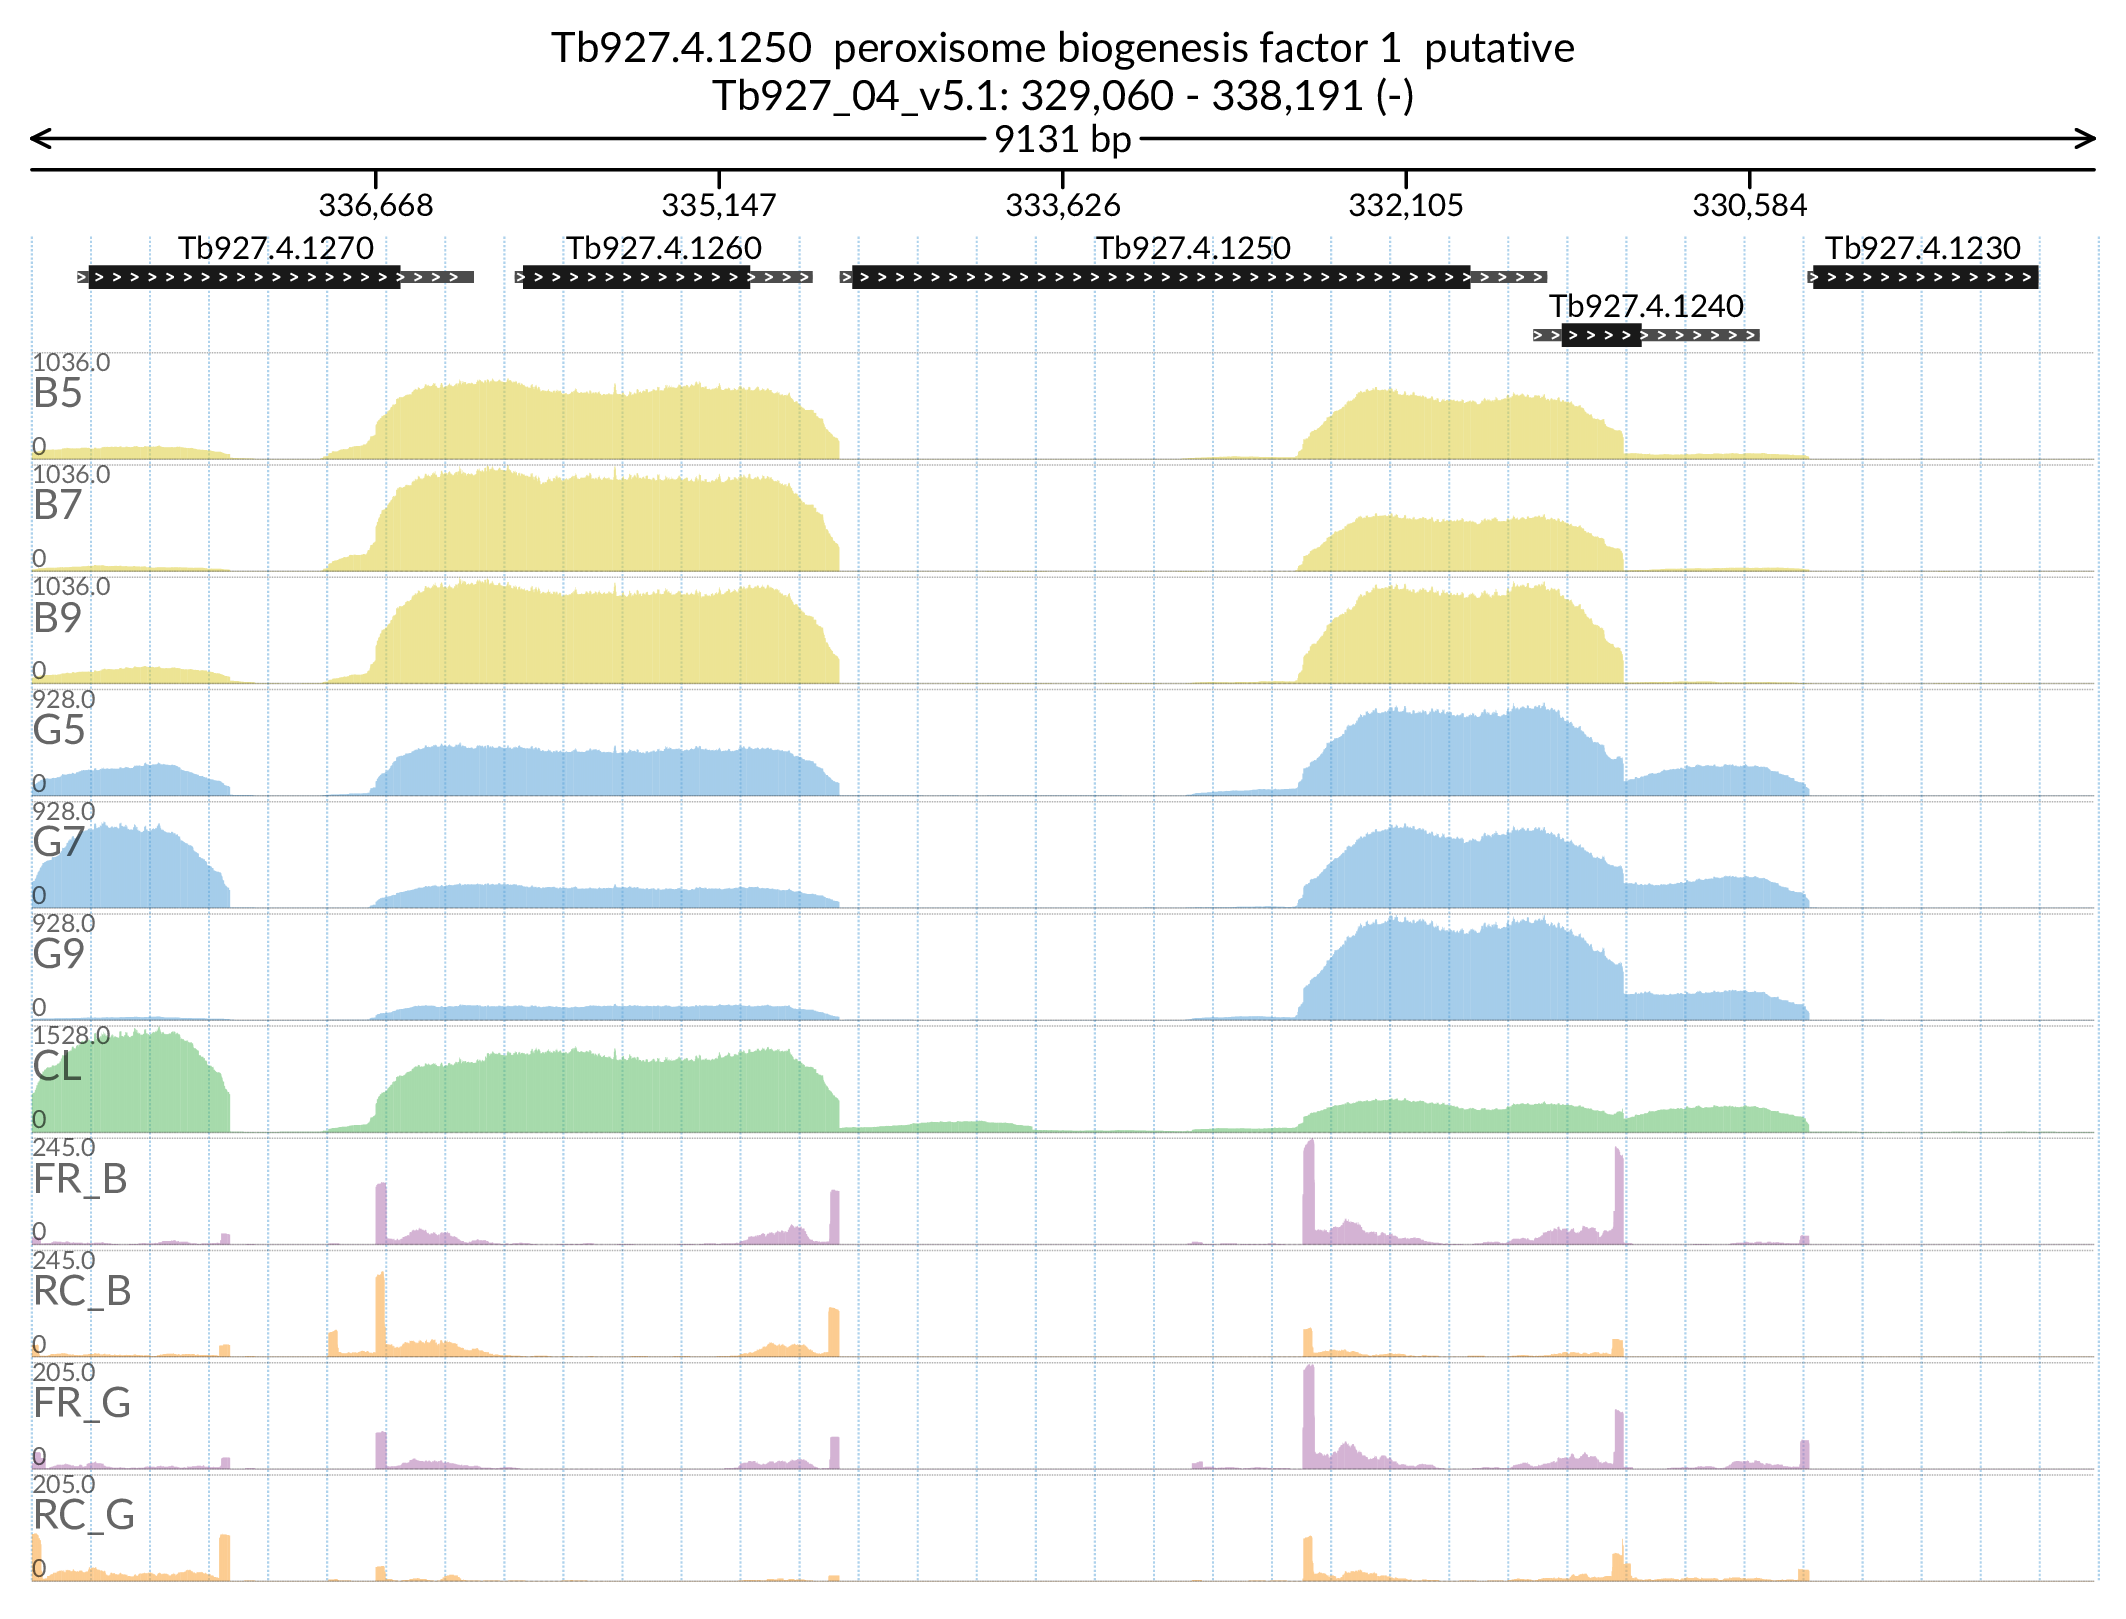 Tb927.4.1250  peroxisome biogenesis factor 1  putative
Tb927_04_v5.1: 329,060 - 338,191 (-)
9131 bp
336,668 335,147 333,626 332,105 330,584
Tb927.4.1270 Tb927.4.1260 Tb927.4.1250 Tb927.4.1230
Tb927.4.1240
1036.0
B5
0
1036.0
B7
0
1036.0
B9
0
928.0
G5
0
928.0
G7
0
928.0
G9
0
1528.0
CL
0
245.0
FR_B
0
245.0
RC_B
0
205.0
FR_G
0
205.0
RC_G
0